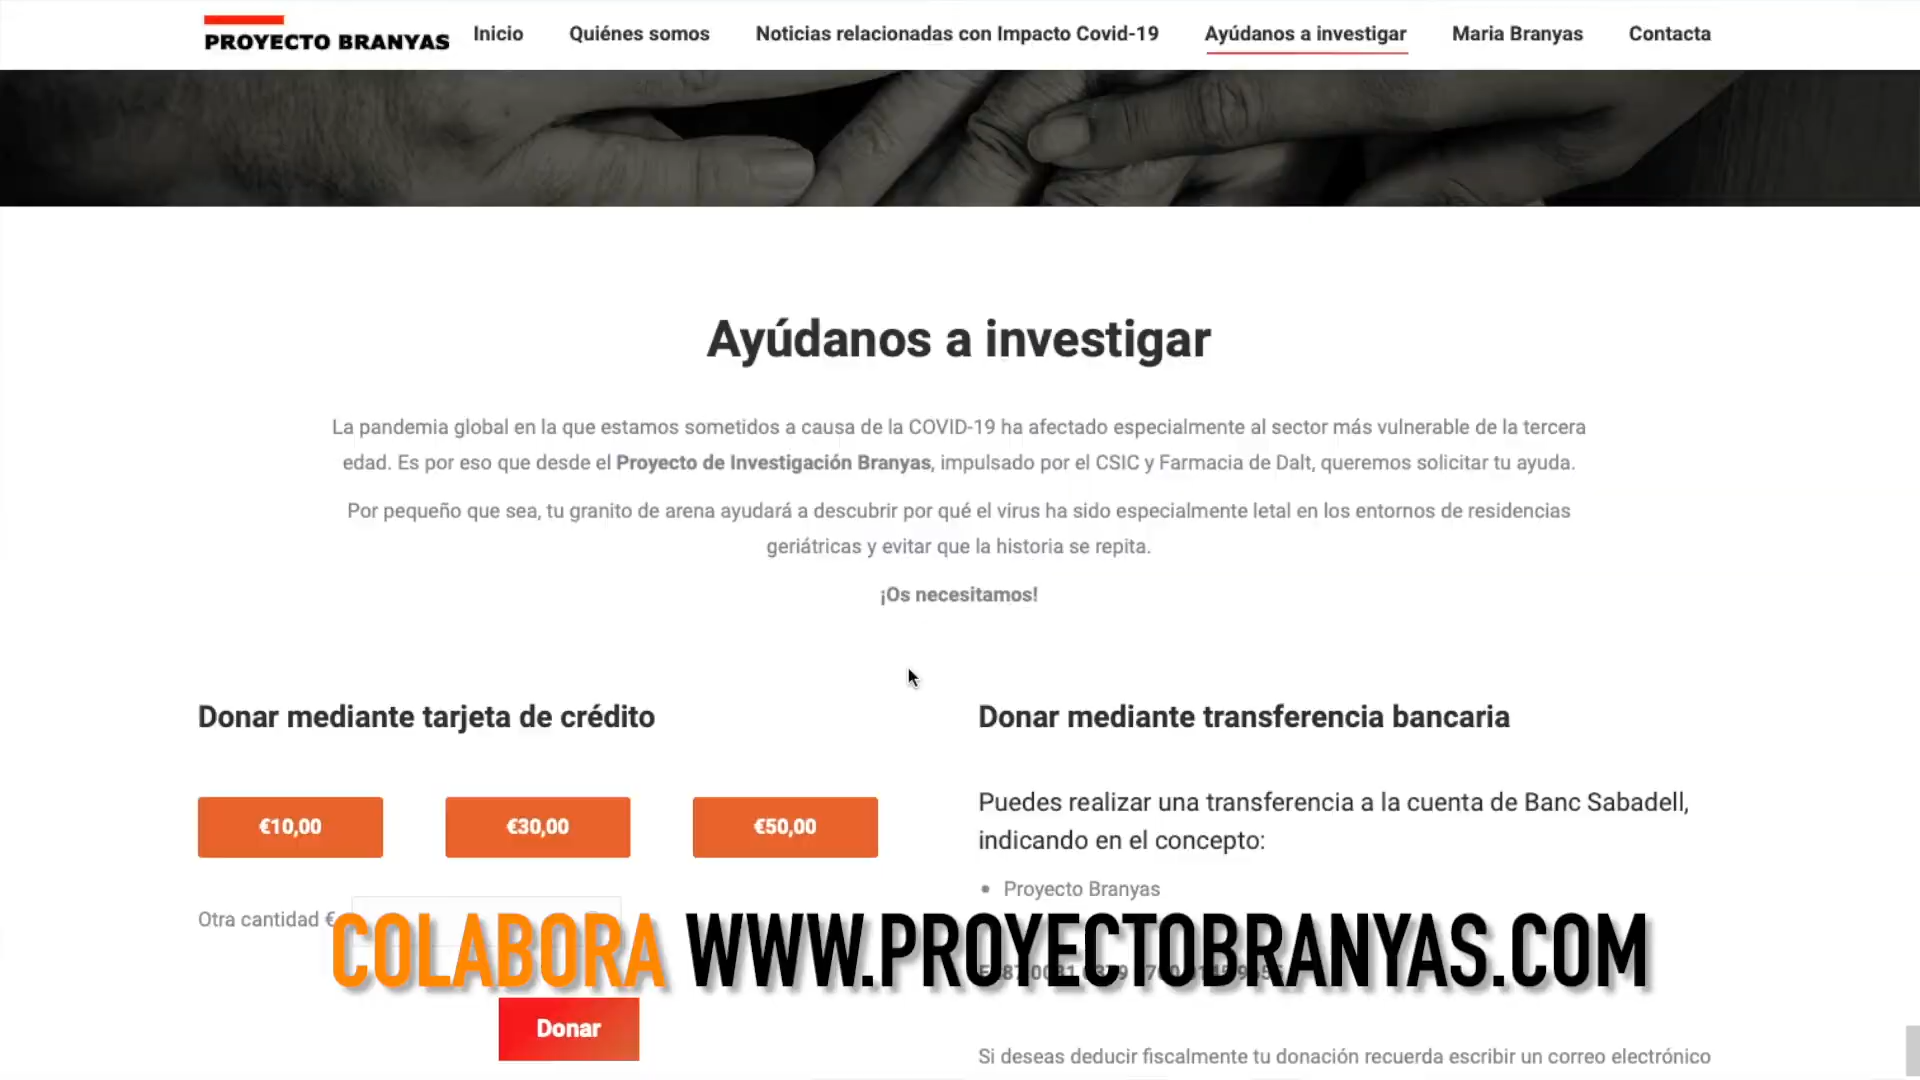 PROYECTO BRANYAS
Inicio
Quiénes somos
Noticias relacionadas con Impacto Covid-19
Ayúdanos a investigar
Maria Branyas
Contacta
Ayúdanos a investigar
La pandemia global en la que estamos sometidos a causa de la COVID-19 ha afectado especialmente al sector más vulnerable de la tercera
edad. Es por eso que desde el Proyecto de Investigación Branyas, impulsado por el CSIC y Farmacia de Dalt, queremos solicitar tu ayuda.
Por pequeño que sea, tu granito de arena ayudará a descubrir por qué el virus ha sido especialmente letal en los entornos de residencias
geriátricas y evitar que la historia se repita.
¡Os necesitamos!
Donar mediante tarjeta de crédito
€10,00
€30,00
€50,00
Otra cantidad €
Donar
Donar mediante transferencia bancaria
Puedes realizar una transferencia a la cuenta de Banc Sabadell,
indicando en el concepto:
• Proyecto Branyas
Si deseas deducir fiscalmente tu donación recuerda escribir un correo electrónico
COLABORA WWW.PROYECTOBRANYAS.COM